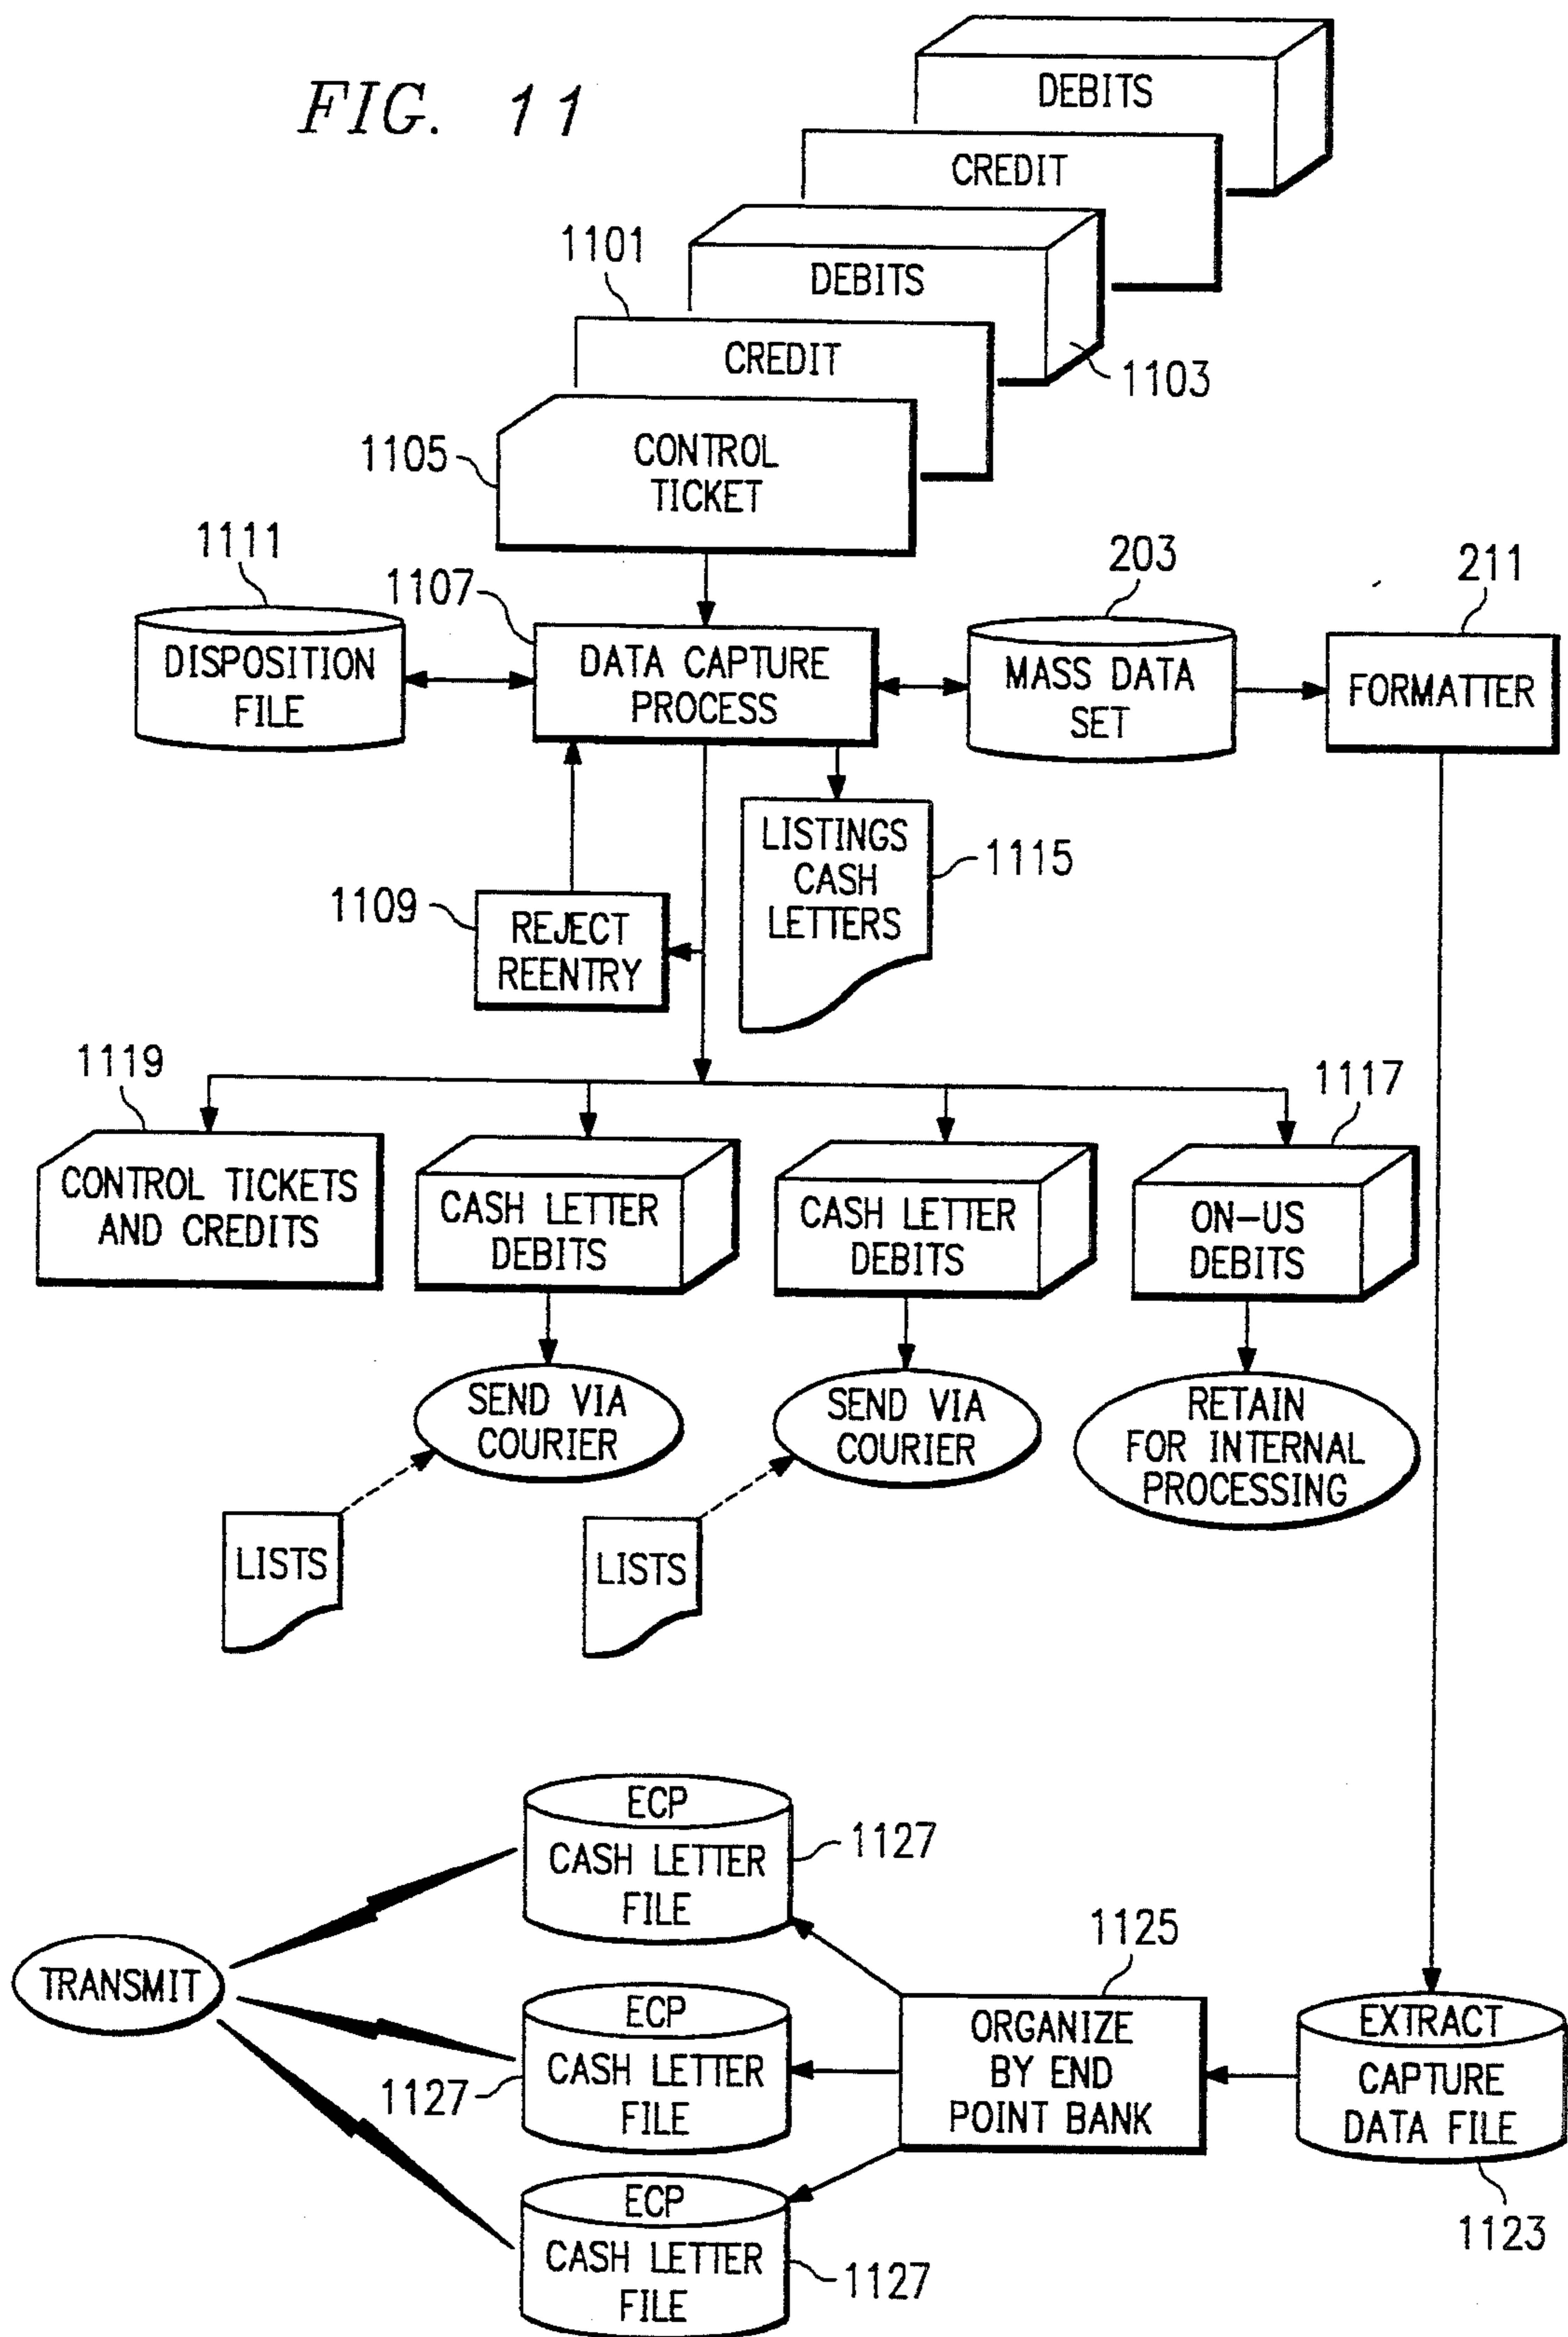 FIG. 11
DEBITS
CREDIT
1101
DEBITS
CREDIT
1103
1105
CONTROL
TICKET
1111
1107
203
211
DISPOSITION
FILE
DATA CAPTURE
PROCESS
MASS DATA
SET
FORMATTER
LISTINGS
CASH
LETTERS
1115
1109
REJECT
REENTRY
1119
1117
CONTROL TICKETS
AND CREDITS
CASH LETTER
DEBITS
CASH LETTER
DEBITS
ON-US
DEBITS
SEND VIA
COURIER
SEND VIA
COURIER
RETAIN
FOR INTERNAL
PROCESSING
LISTS
LISTS
ECP
CASH LETTER
FILE
1127
1125
TRANSMIT
ECP
CASH LETTER
FILE
1127
ORGANIZE
BY END
POINT BANK
EXTRACT
CAPTURE
DATA FILE
1123
ECP
CASH LETTER
FILE
1127